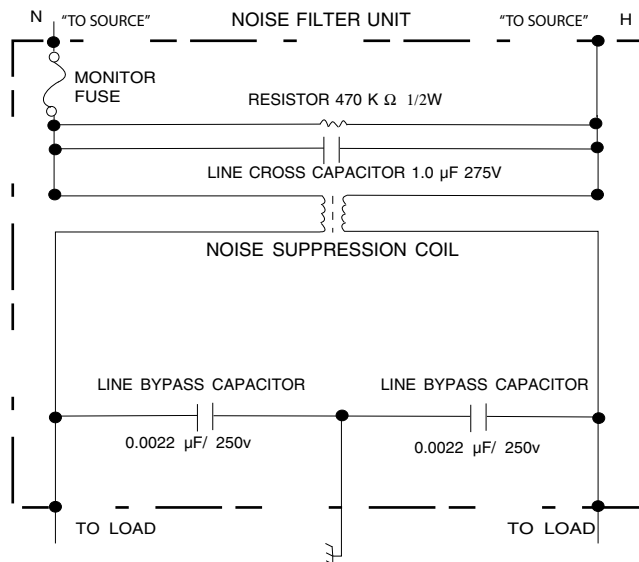 N "TO SOURCE" NOISE FILTER UNIT "TO SOURCE" H
MONITOR
FUSE
RESISTOR 470 K Ω 1/2W
LINE CROSS CAPACITOR 1.0 µF 275V
NOISE SUPPRESSION COIL
LINE BYPASS CAPACITOR
LINE BYPASS CAPACITOR
0.0022 µF/ 250v
0.0022 µF/ 250v
TO LOAD
TO LOAD